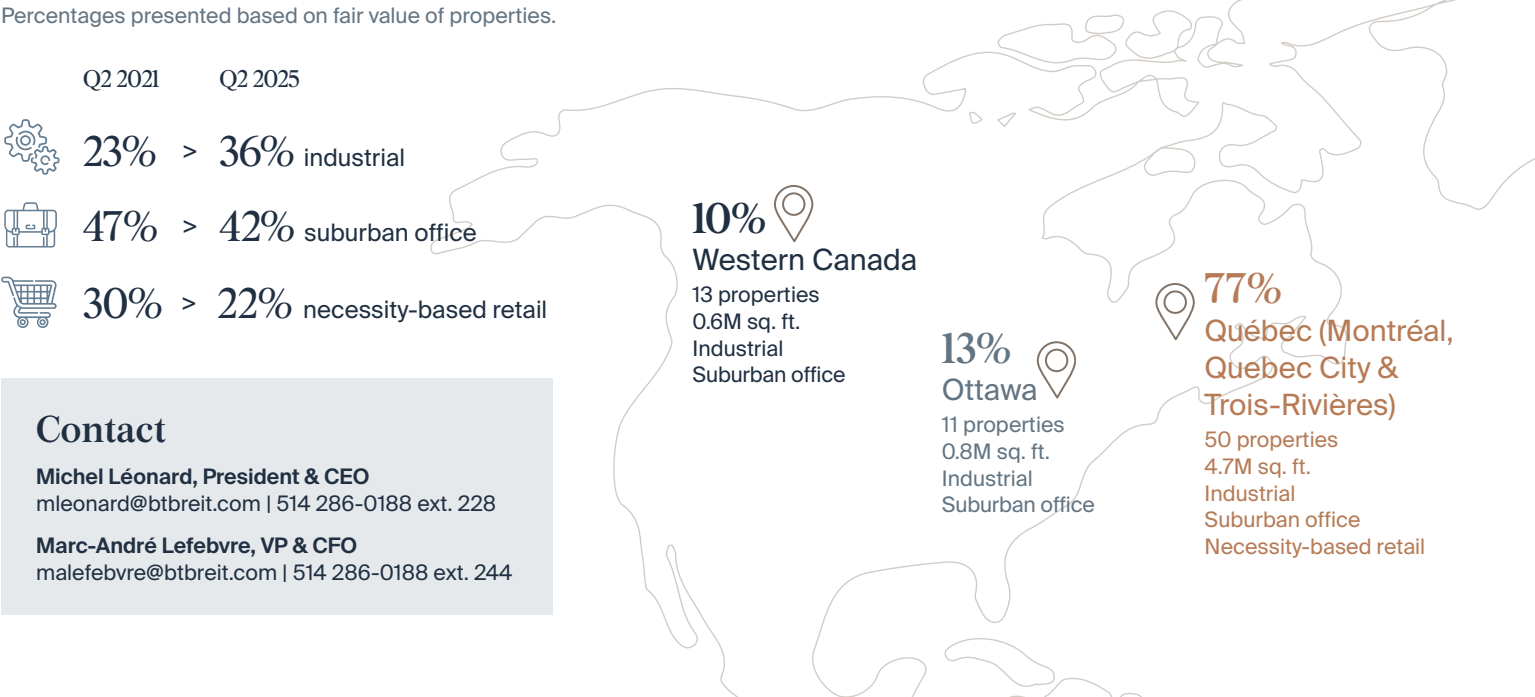 Percentages presented based on fair value of properties.
Q2 2021 Q2 2025
23% > 36% industrial
47% > 42% suburban office
30% > 22% necessity-based retail
Contact
Michel Léonard, President & CEO
mleonard@btbreit.com | 514 286-0188 ext. 228
Marc-André Lefebvre, VP & CFO
malefebvre@btbreit.com | 514 286-0188 ext. 244
10%
Western Canada
13 properties
0.6M sq. ft.
Industrial
Suburban office
13%
Ottawa
11 properties
0.8M sq. ft.
Industrial
Suburban office
77%
Québec (Montréal,
Quebec City &
Trois-Rivières)
50 properties
4.7M sq. ft.
Industrial
Suburban office
Necessity-based retail